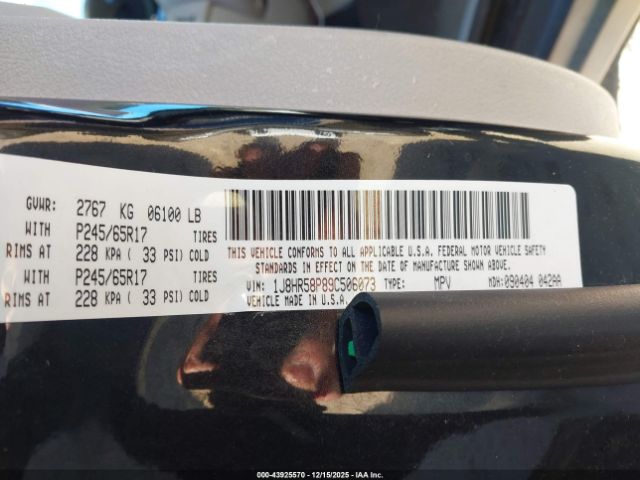 GVWR: 2767 KG 06100 LB
WITH P245/65R17 TIRES
RIMS AT 228 KPA ( 33 PSI) COLD
WITH P245/65R17 TIRES
RIMS AT 228 KPA ( 33 PSI) COLD
THIS VEHICLE CONFORMS TO ALL APPLICABLE U.S.A. FEDERAL MOTOR VEHICLE SAFETY
STANDARDS IN EFFECT ON THE DATE OF MANUFACTURE SHOWN ABOVE.
VIN: 1J8HR58P89C506073 TYPE: MPV MDH:090404 042AA
VEHICLE MADE IN U.S.A.
000-43925570 - 12/15/2025 - IAA Inc.